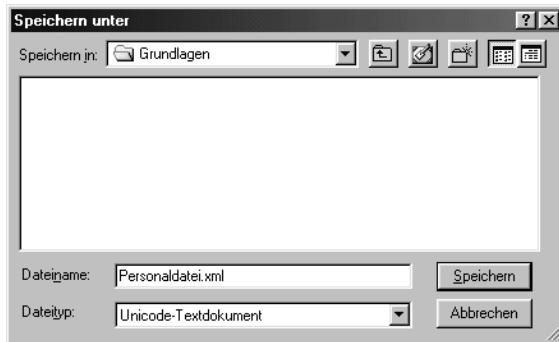 Speichern unter
Speichern in: Grundlagen
Dateiname: Personaldatei.xml Speichern
Dateityp: Unicode-Textdokument Abbrechen